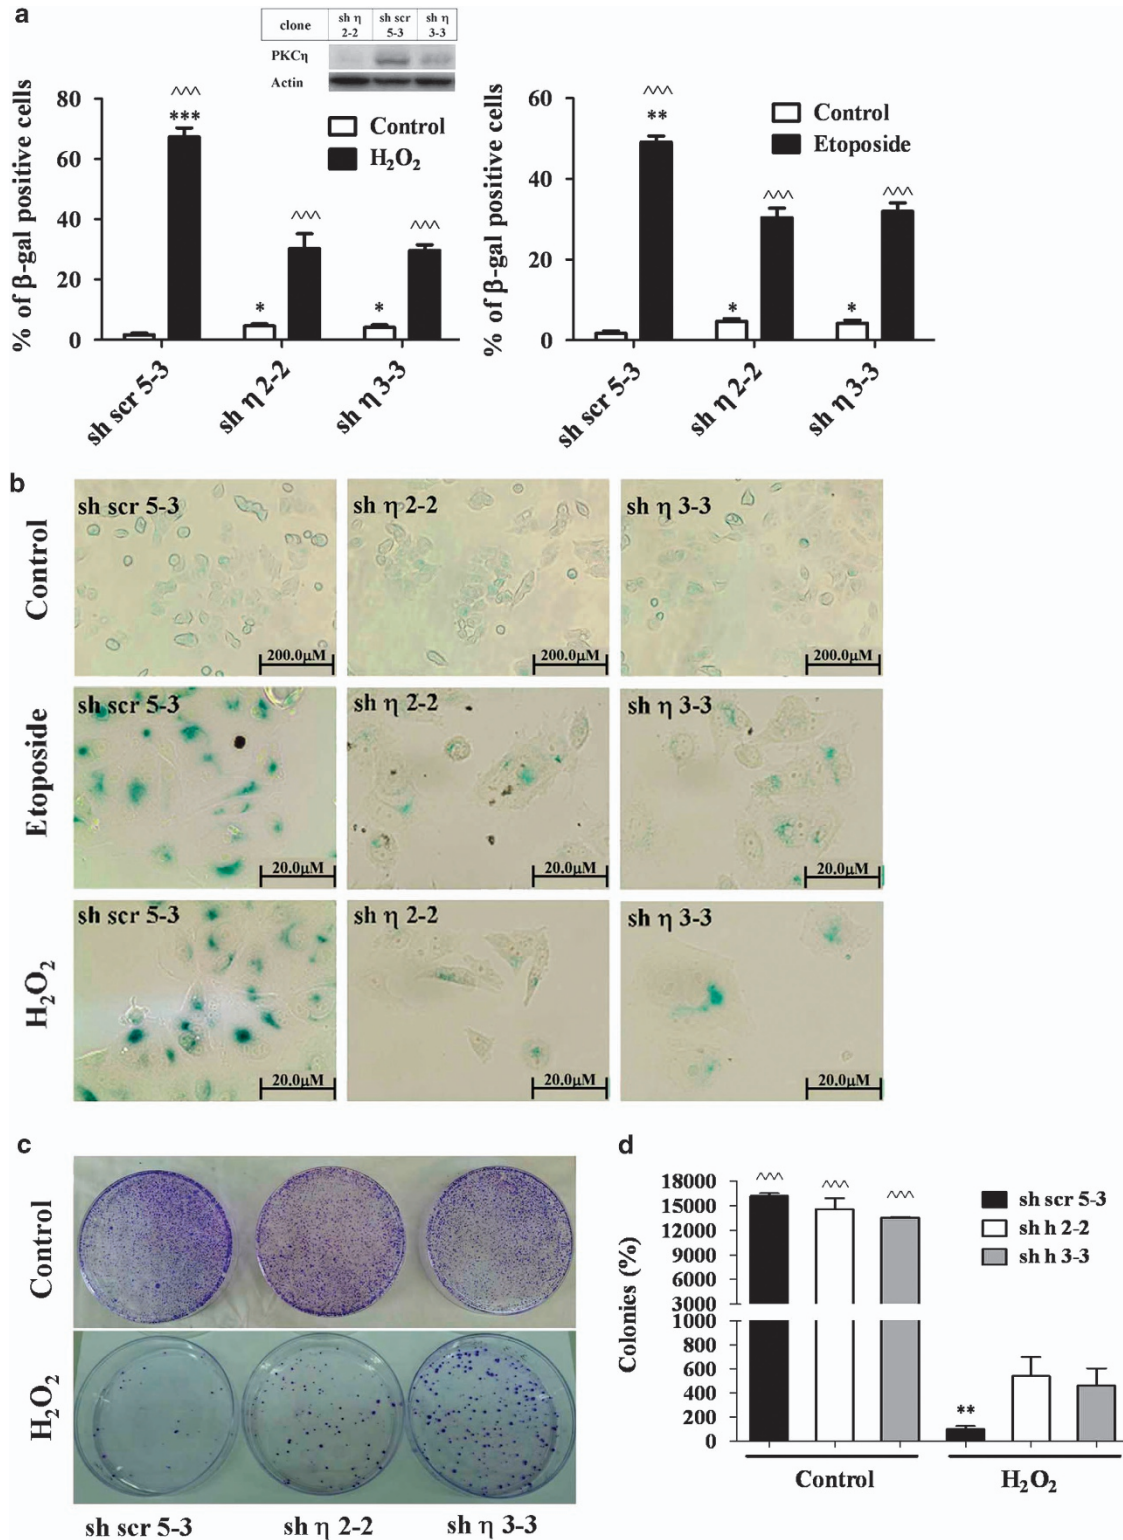 a
clone sh η 2-2 sh scr 5-3 sh η 3-3
PKCη
Actin
% of β-gal positive cells
80
60
40
20
0
^^^
***
^^^
^^^
*
*
Control
H₂O₂
sh scr 5-3
sh η 2-2
sh η 3-3
% of β-gal positive cells
60
40
20
0
^^^
**
^^^
^^^
*
*
Control
Etoposide
sh scr 5-3
sh η 2-2
sh η 3-3
b
Control
sh scr 5-3
200.0μM
sh η 2-2
200.0μM
sh η 3-3
200.0μM
Etoposide
sh scr 5-3
20.0μM
sh η 2-2
20.0μM
sh η 3-3
20.0μM
H₂O₂
sh scr 5-3
20.0μM
sh η 2-2
20.0μM
sh η 3-3
20.0μM
c
Control
H₂O₂
sh scr 5-3
sh η 2-2
sh η 3-3
d
Colonies (%)
18000
15000
12000
9000
6000
3000
1000
800
600
400
200
0
^^^
^^^
^^^
**
sh scr 5-3
sh h 2-2
sh h 3-3
Control
H₂O₂